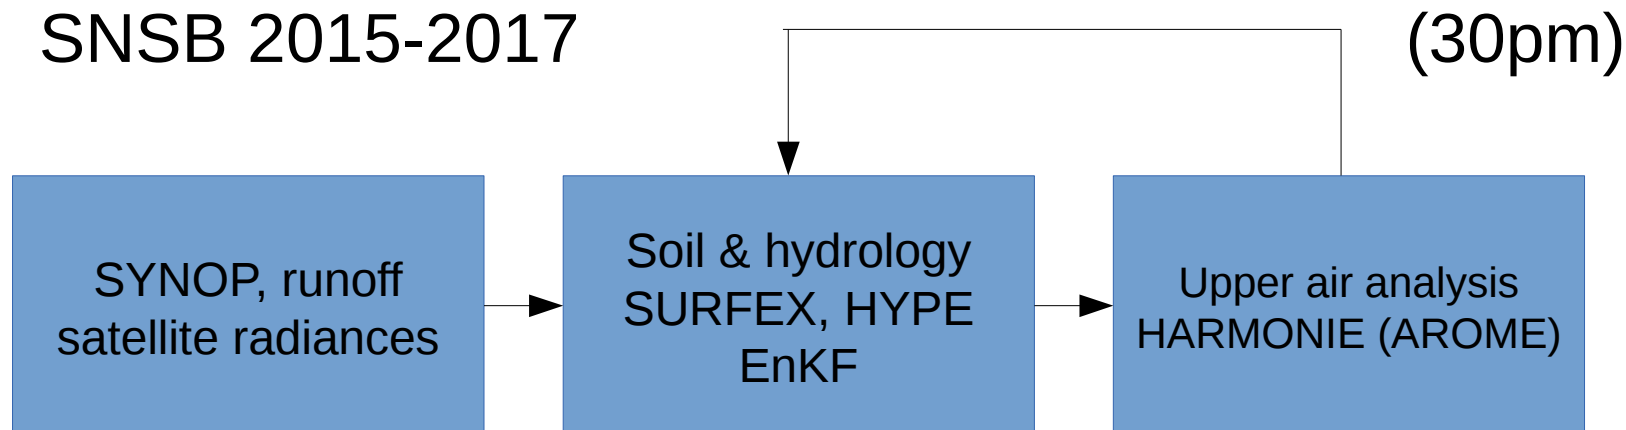 SNSB 2015-2017
(30pm)
SYNOP, runoff
satellite radiances
Soil & hydrology
SURFEX, HYPE
EnKF
Upper air analysis
HARMONIE (AROME)